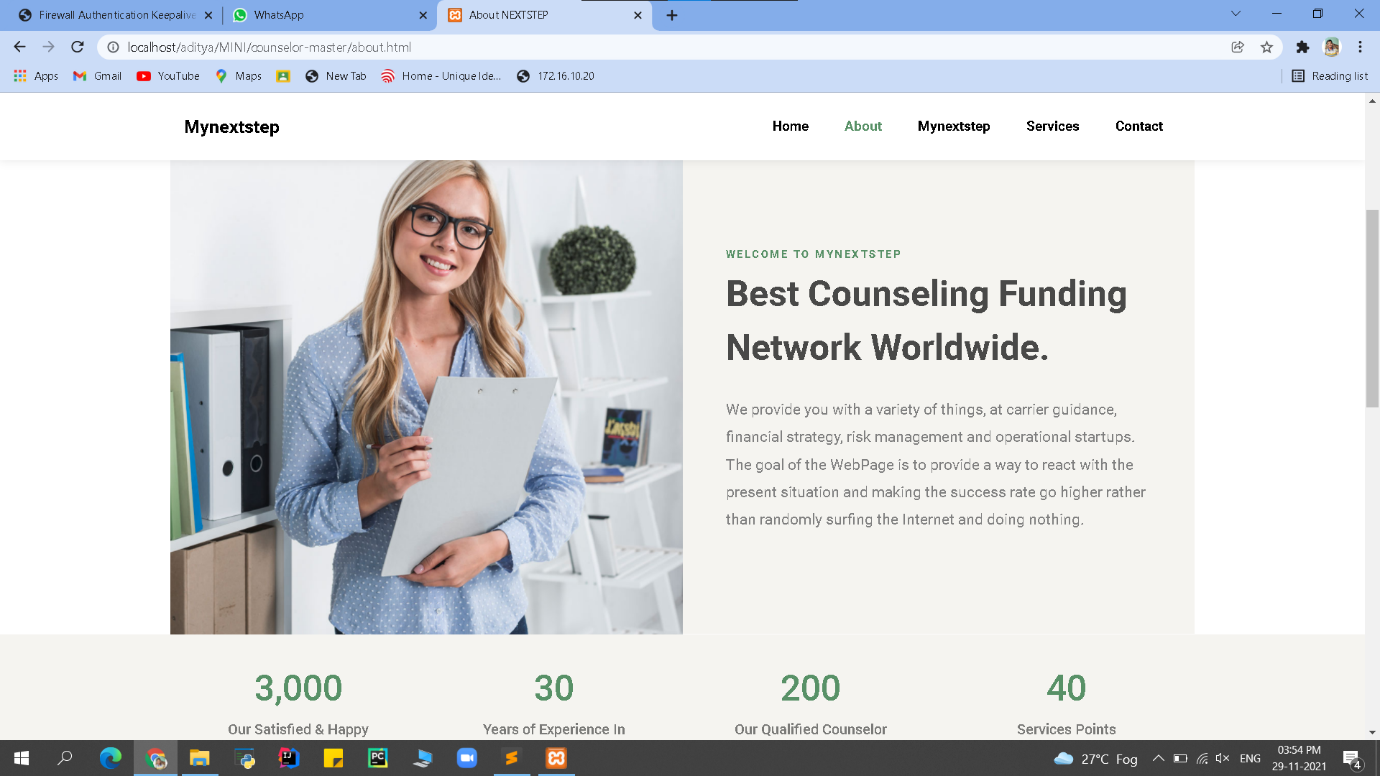 Firewall Authentication Keepalive
WhatsApp
About NEXTSTEP
localhost/aditya/MINI/counselor-master/about.html
Apps
Gmail
YouTube
Maps
New Tab
Home - Unique Ide...
172.16.10.20
Reading list
Mynextstep
Home
About
Mynextstep
Services
Contact
WELCOME TO MYNEXTSTEP
Best Counseling Funding
Network Worldwide.
We provide you with a variety of things, at carrier guidance,
financial strategy, risk management and operational startups.
The goal of the WebPage is to provide a way to react with the
present situation and making the success rate go higher rather
than randomly surfing the Internet and doing nothing.
3,000
30
200
40
Our Satisfied & Happy
Years of Experience In
Our Qualified Counselor
Services Points
27°C Fog
ENG
03:54 PM
29-11-2021
4